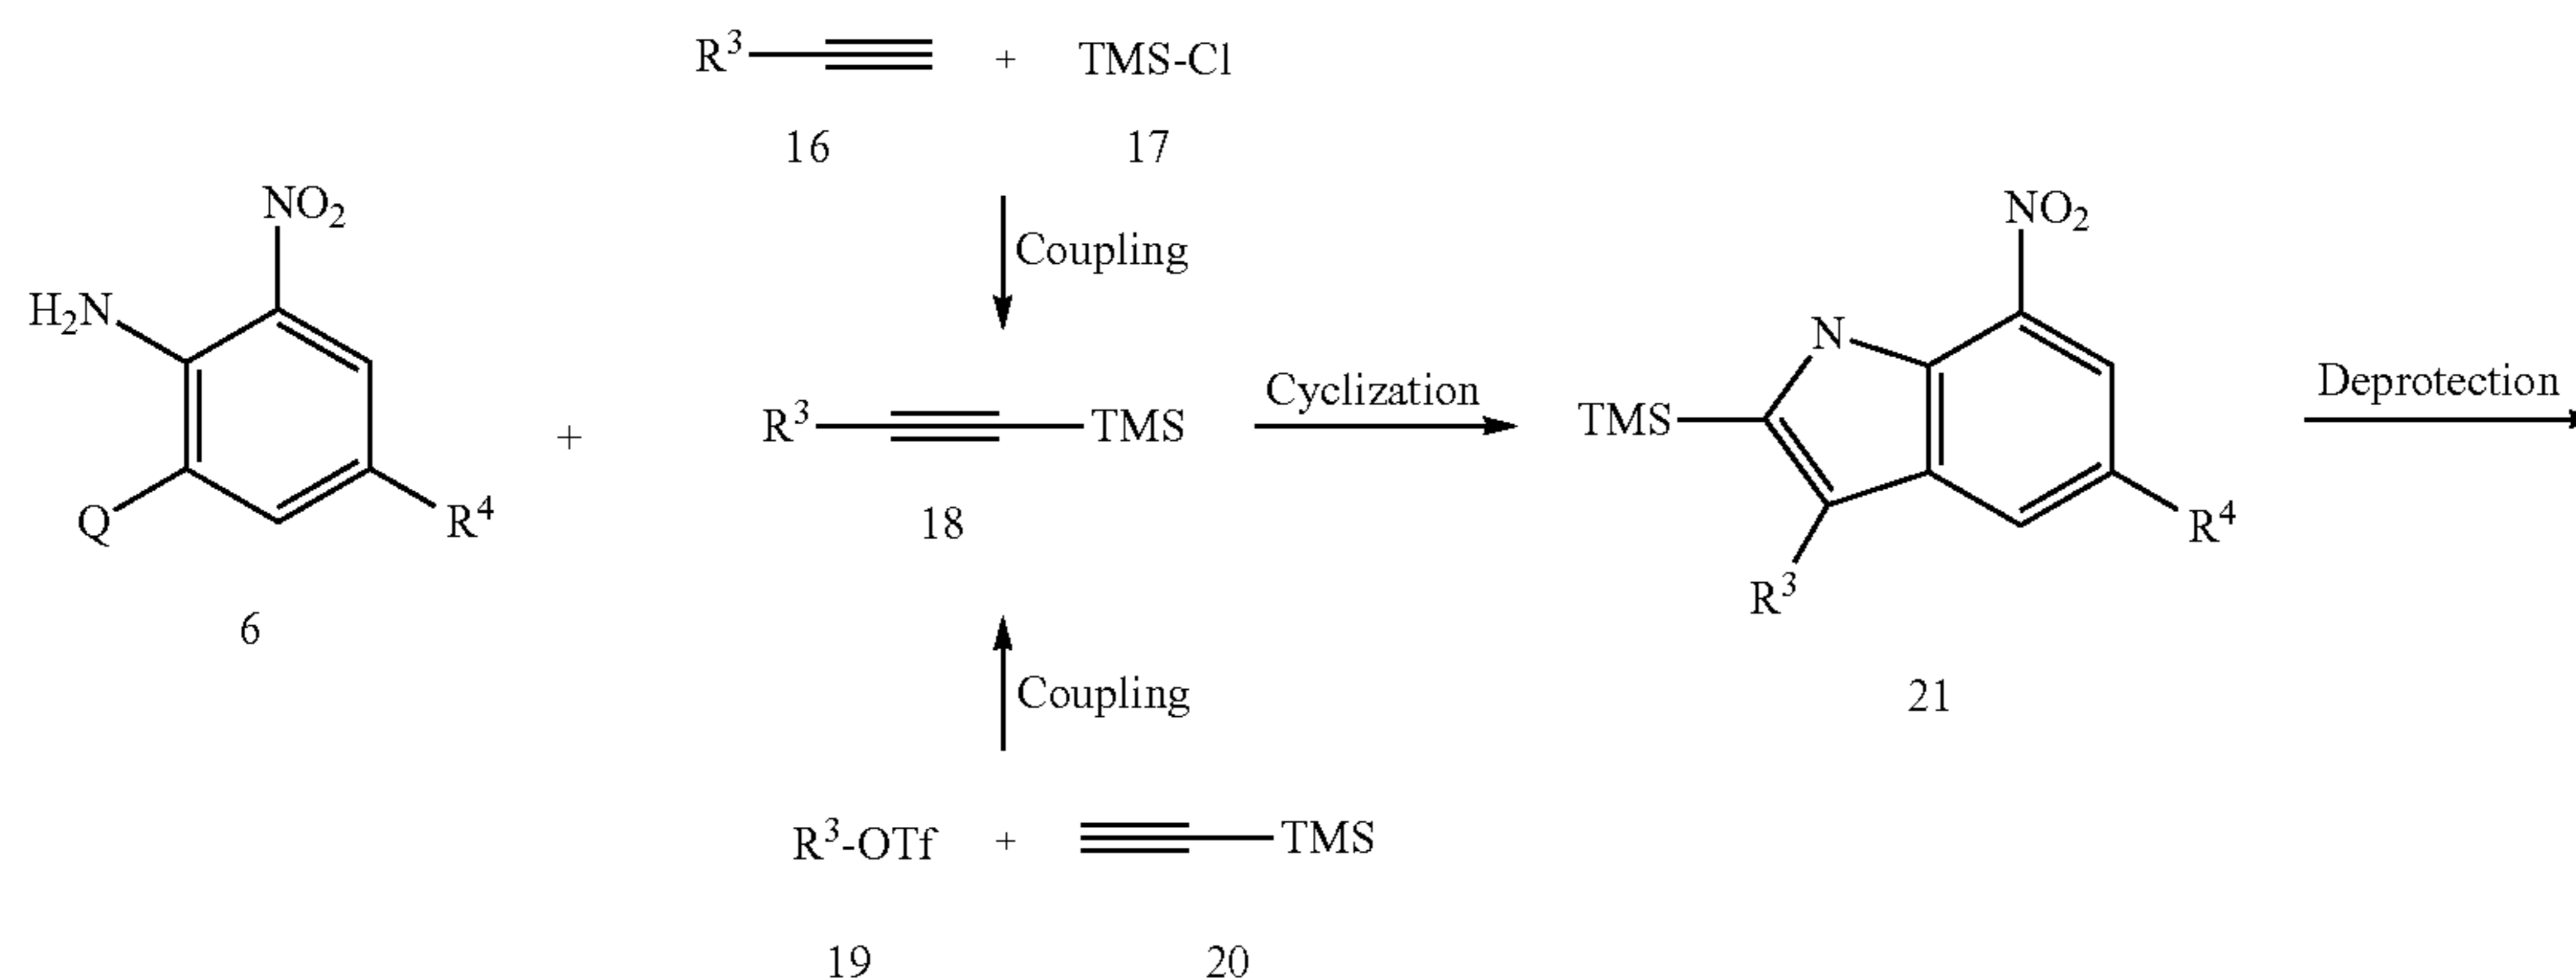 R³ + TMS-Cl
16 17
NO₂
H₂N
Q
R⁴
6
+
Coupling
R³ TMS
18
Coupling
R³-OTf + TMS
19 20
Cyclization
NO₂
N
TMS
R³
R⁴
21
Deprotection